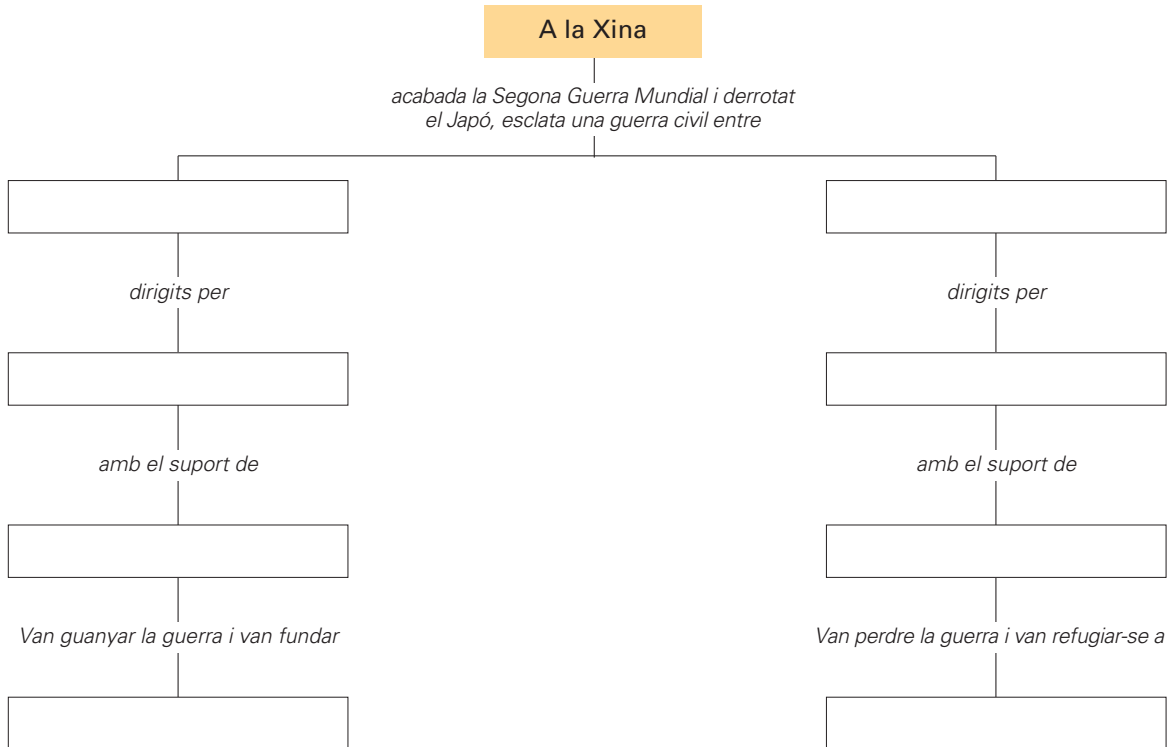 A la Xina
acabada la Segona Guerra Mundial i derrotat
el Japó, esclata una guerra civil entre
dirigits per
dirigits per
amb el suport de
amb el suport de
Van guanyar la guerra i van fundar
Van perdre la guerra i van refugiar-se a